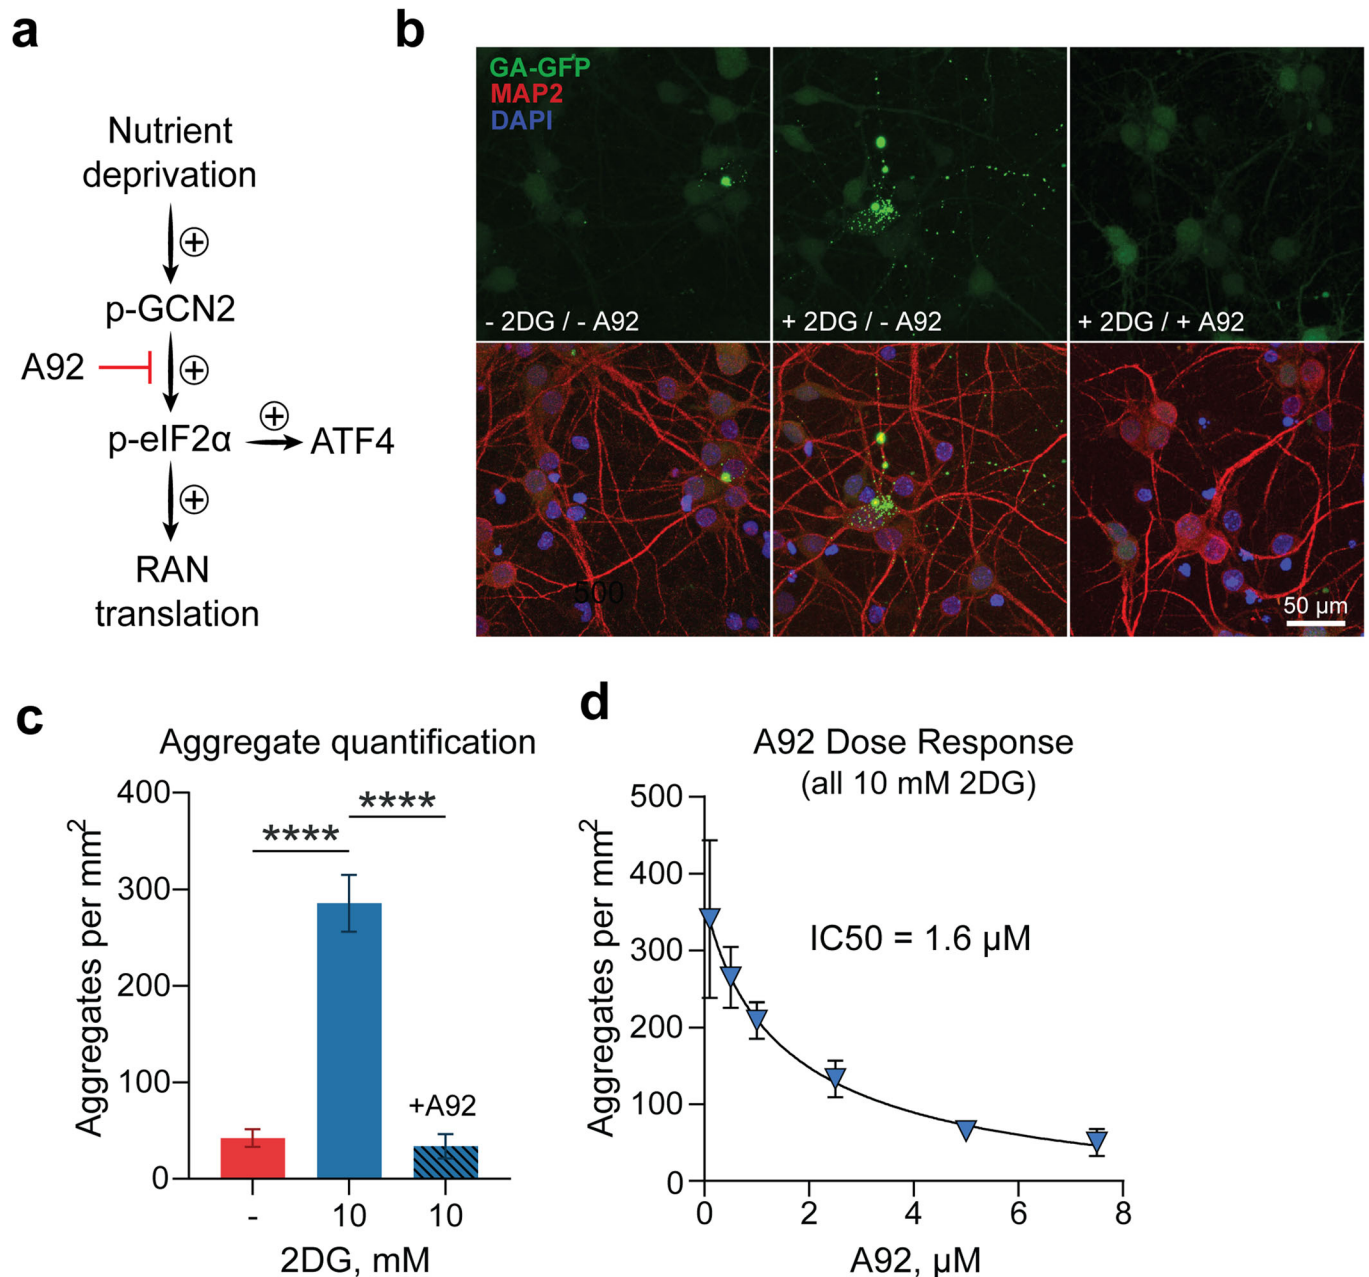 a
Nutrient
deprivation
+
p-GCN2
A92
+
p-eIF2α
+
ATF4
+
RAN
translation
b
GA-GFP
MAP2
DAPI
- 2DG / - A92
+ 2DG / - A92
+ 2DG / + A92
500
50 µm
c
Aggregate quantification
Aggregates per mm²
400
300
200
100
0
****
****
+A92
-
10
10
2DG, mM
d
A92 Dose Response
(all 10 mM 2DG)
Aggregates per mm²
500
400
300
200
100
0
IC50 = 1.6 µM
0
2
4
6
8
A92, µM